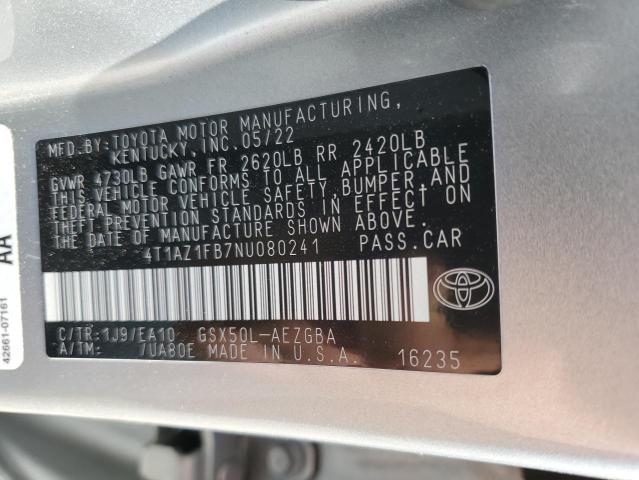 MFD.BY:TOYOTA MOTOR MANUFACTURING,
KENTUCKY, INC. 05/22
GVWR 4730LB GAWR FR 2620LB RR 2420LB
THIS VEHICLE CONFORMS TO ALL APPLICABLE
FEDERAL MOTOR VEHICLE SAFETY, BUMPER, AND
THEFT PREVENTION STANDARDS IN EFFECT ON
THE DATE OF MANUFACTURE SHOWN ABOVE.
4T1AZ1FB7NU080241 PASS.CAR
C/TR:1J9/EA10 GSX50L-AEZGBA
A/TM: /UA80E MADE IN U.S.A. 16235
TOYOTA
AA
42661-07161